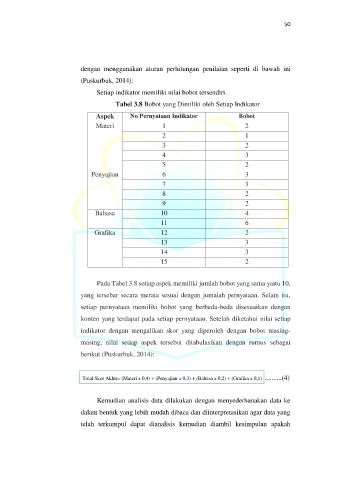 50
dengan menggunakan aturan perhitungan penilaian seperti di bawah ini
(Puskurbuk, 2014):
Setiap indikator memiliki nilai bobot tersendiri.
Tabel 3.8 Bobot yang Dimiliki oleh Setiap Indikator
Aspek No Pernyataan Indikator Bobot
Materi 1 2
2 1
3 2
4 3
5 2
Penyajian 6 3
7 3
8 2
9 2
Bahasa 10 4
11 6
Grafika 12 2
13 3
14 3
15 2
Pada Tabel 3.8 setiap aspek memiliki jumlah bobot yang sama yaitu 10,
yang tersebar secara merata sesuai dengan jumlah pernyataan. Selain itu,
setiap pernyataan memiliki bobot yang berbeda-beda disesuaikan dengan
konten yang terdapat pada setiap pernyataan. Setelah diketahui nilai setiap
indikator dengan mengalikan skor yang diperoleh dengan bobot masing-
masing, nilai setiap aspek tersebut ditabulasikan dengan rumus sebagai
berikut (Puskurbuk, 2014):
Total Skor Akhir= (Materi x 0,4) + (Penyajian x 0,3) + (Bahasa x 0,2) + (Grafika x 0,1) .........(4)
Kemudian analisis data dilakukan dengan menyederhanakan data ke
dalam bentuk yang lebih mudah dibaca dan diinterpretasikan agar data yang
telah terkumpul dapat dianalisis kemudian diambil kesimpulan apakah